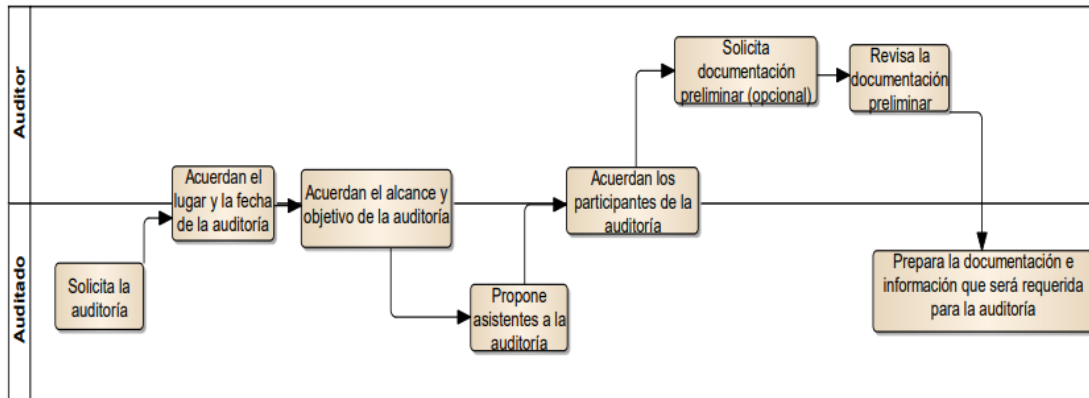 Auditor
Solicita
documentación
preliminar (opcional)
Revisa la
documentación
preliminar
Acuerdan el
lugar y la fecha
de la auditoría
Acuerdan el alcance y
objetivo de la auditoría
Acuerdan los
participantes de la
auditoría
Auditado
Solicita la
auditoría
Propone
asistentes a la
auditoría
Prepara la documentación e
información que será requerida
para la auditoría